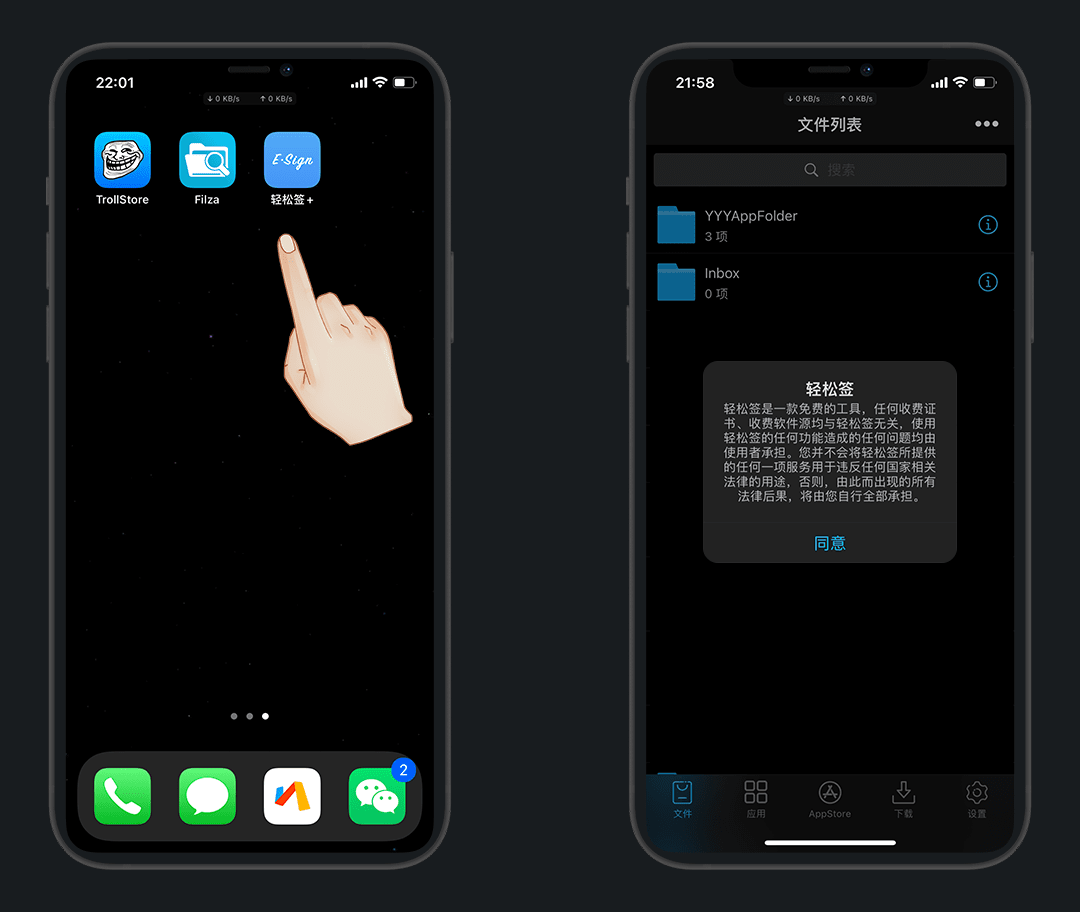 22:01
↓ 0 KB/s ↑ 0 KB/s
E-Sign
TrollStore
Filza
轻松签+
2
21:58
↓ 0 KB/s ↑ 0 KB/s
文件列表
搜索
YYYAppFolder
3 项
Inbox
0 项
轻松签
轻松签是一款免费的工具，任何收费证
书、收费软件源均与轻松签无关，使用
轻松签的任何功能造成的任何问题均由
使用者承担。您并不会将轻松签所提供
的任何一项服务用于违反任何国家相关
法律的用途，否则，由此而出现的所有
法律后果，将由您自行全部承担。
同意
文件
应用
AppStore
下载
设置